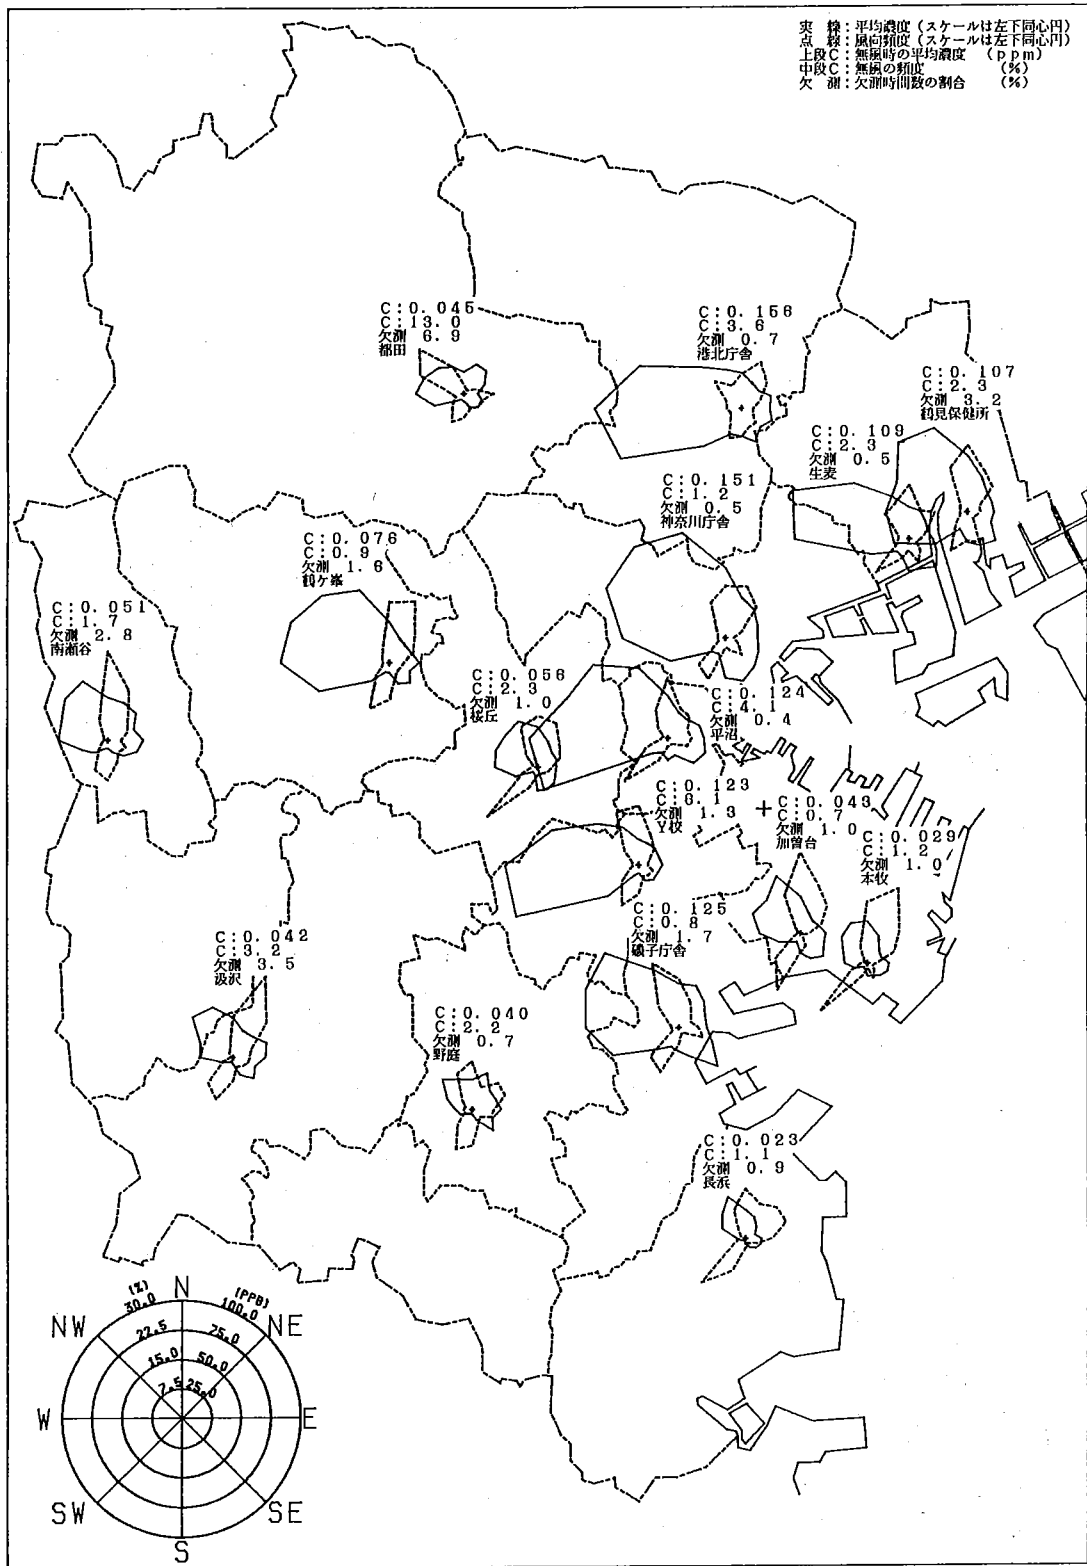 実　線：平均濃度（スケールは左下同心円）
点　線：風向頻度（スケールは左下同心円）
上段C：無風時の平均濃度　（ｐｐｍ）
中段C：無風の頻度　（％）
欠　測：欠測時間数の割合　（％）
C：0．045
C：13．0
欠測　6．9
都田
C：0．156
C：3．6
欠測　0．7
港北庁舎
C：0．107
C：2．3
欠測　3．2
鶴見保健所
C：0．109
C：2．3
欠測　0．5
生麦
C：0．151
C：1．2
欠測　0．5
神奈川庁舎
C：0．076
C：0．9
欠測　1．6
鶴ケ峯
C：0．051
C：1．7
欠測　2．8
南瀬谷
C：0．056
C：2．3
欠測　1．0
桜丘
C：0．124
C：4．1
欠測　0．4
平沼
C：0．123
C：6．1
欠測　1．3
Y校
C：0．043
C：0．7
欠測　1．0
加曽台
C：0．029
C：1．2
欠測　1．0
本牧
C：0．125
C：0．8
欠測　1．7
磯子庁舎
C：0．042
C：3．2
欠測　3．5
汲沢
C：0．040
C：2．2
欠測　0．7
野庭
C：0．023
C：1．1
欠測　0．9
長浜
(%) N (PPB)
30.0 100.0
NW 22.5 75.0 NE
15.0 50.0
7.5 25.0
W E
SW SE
S